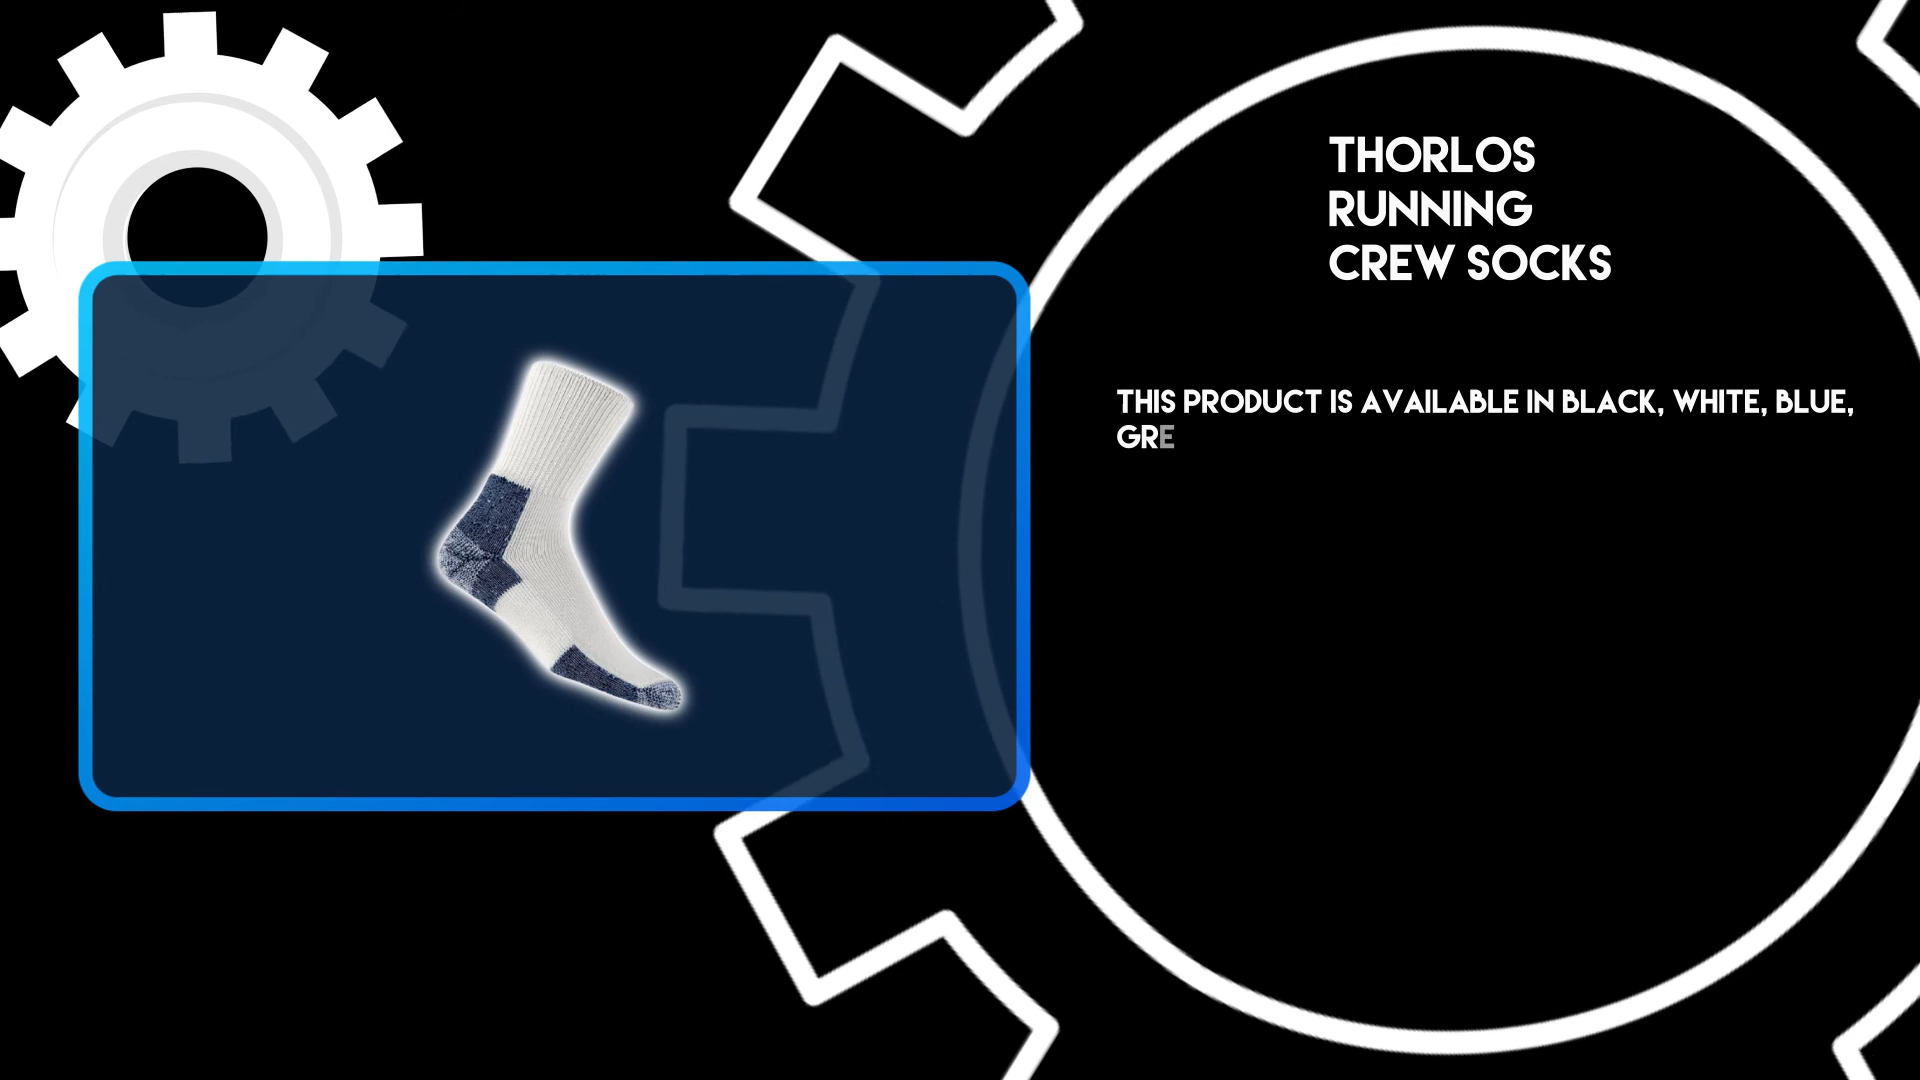 THORLOS
RUNNING
CREW SOCKS
THIS PRODUCT IS AVAILABLE IN BLACK, WHITE, BLUE,
GRE